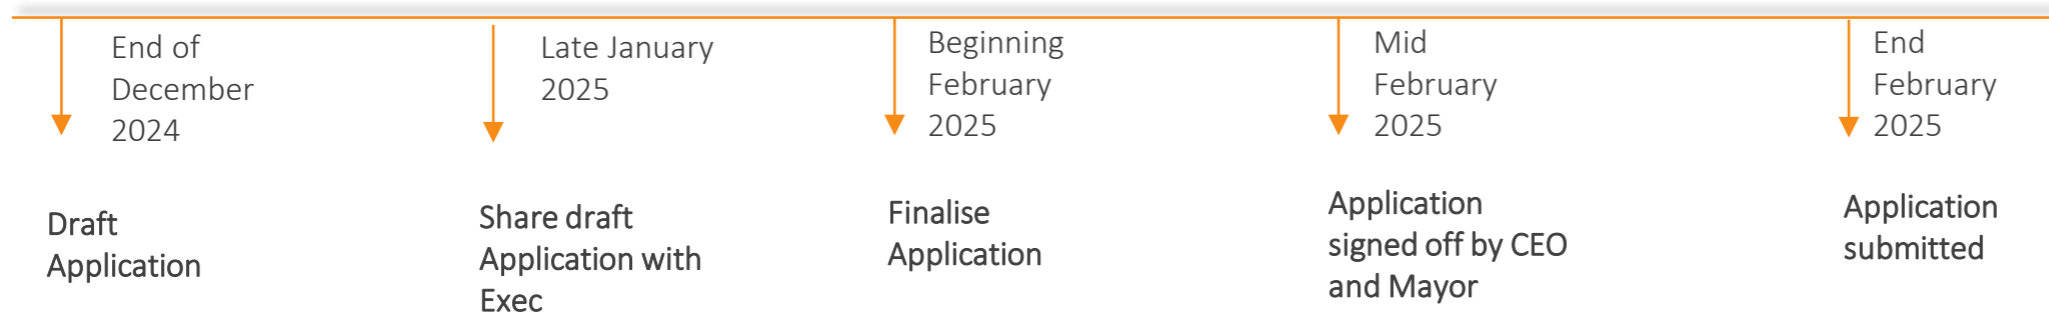 End of
December
2024
Draft
Application
Late January
2025
Share draft
Application with
Exec
Beginning
February
2025
Finalise
Application
Mid
February
2025
Application
signed off by CEO
and Mayor
End
February
2025
Application
submitted